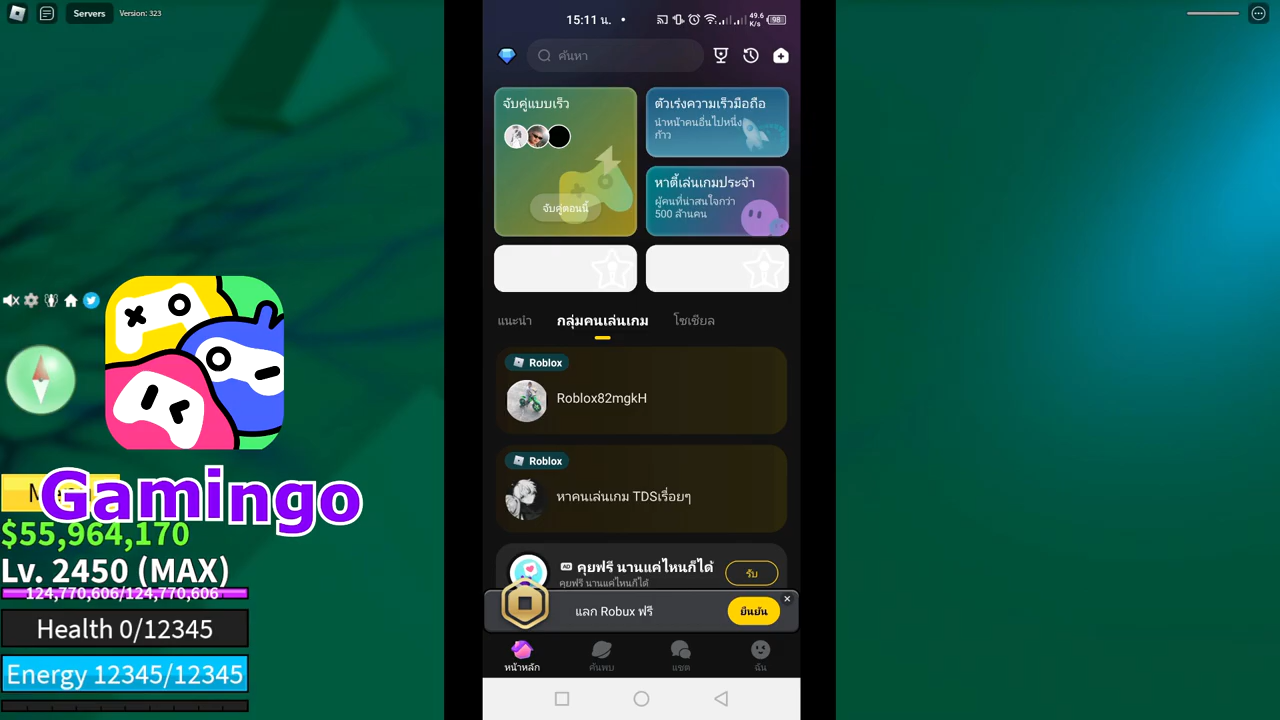 Servers
Version: 323
15:11 น.
49.6
K/s
98
ค้นหา
จับคู่แบบเร็ว
จับคู่ตอนนี้
ตัวเร่งความเร็วมือถือ
นำหน้าคนอื่นไปหนึ่ง
ก้าว
หาตี้เล่นเกมประจำ
ผู้คนที่น่าสนใจกว่า
500 ล้านคน
แนะนำ
กลุ่มคนเล่นเกม
โซเชียล
Roblox
Roblox82mgkH
Roblox
หาคนเล่นเกม TDSเรื่อยๆ
AD คุยฟรี นานแค่ไหนก็ได้
คุยฟรี นานแค่ไหนก็ได้
รับ
แลก Robux ฟรี
ยืนยัน
หน้าหลัก
ค้นพบ
แชต
ฉัน
Gamingo
$55,964,170
Lv. 2450 (MAX)
124,770,606/124,770,606
Health 0/12345
Energy 12345/12345